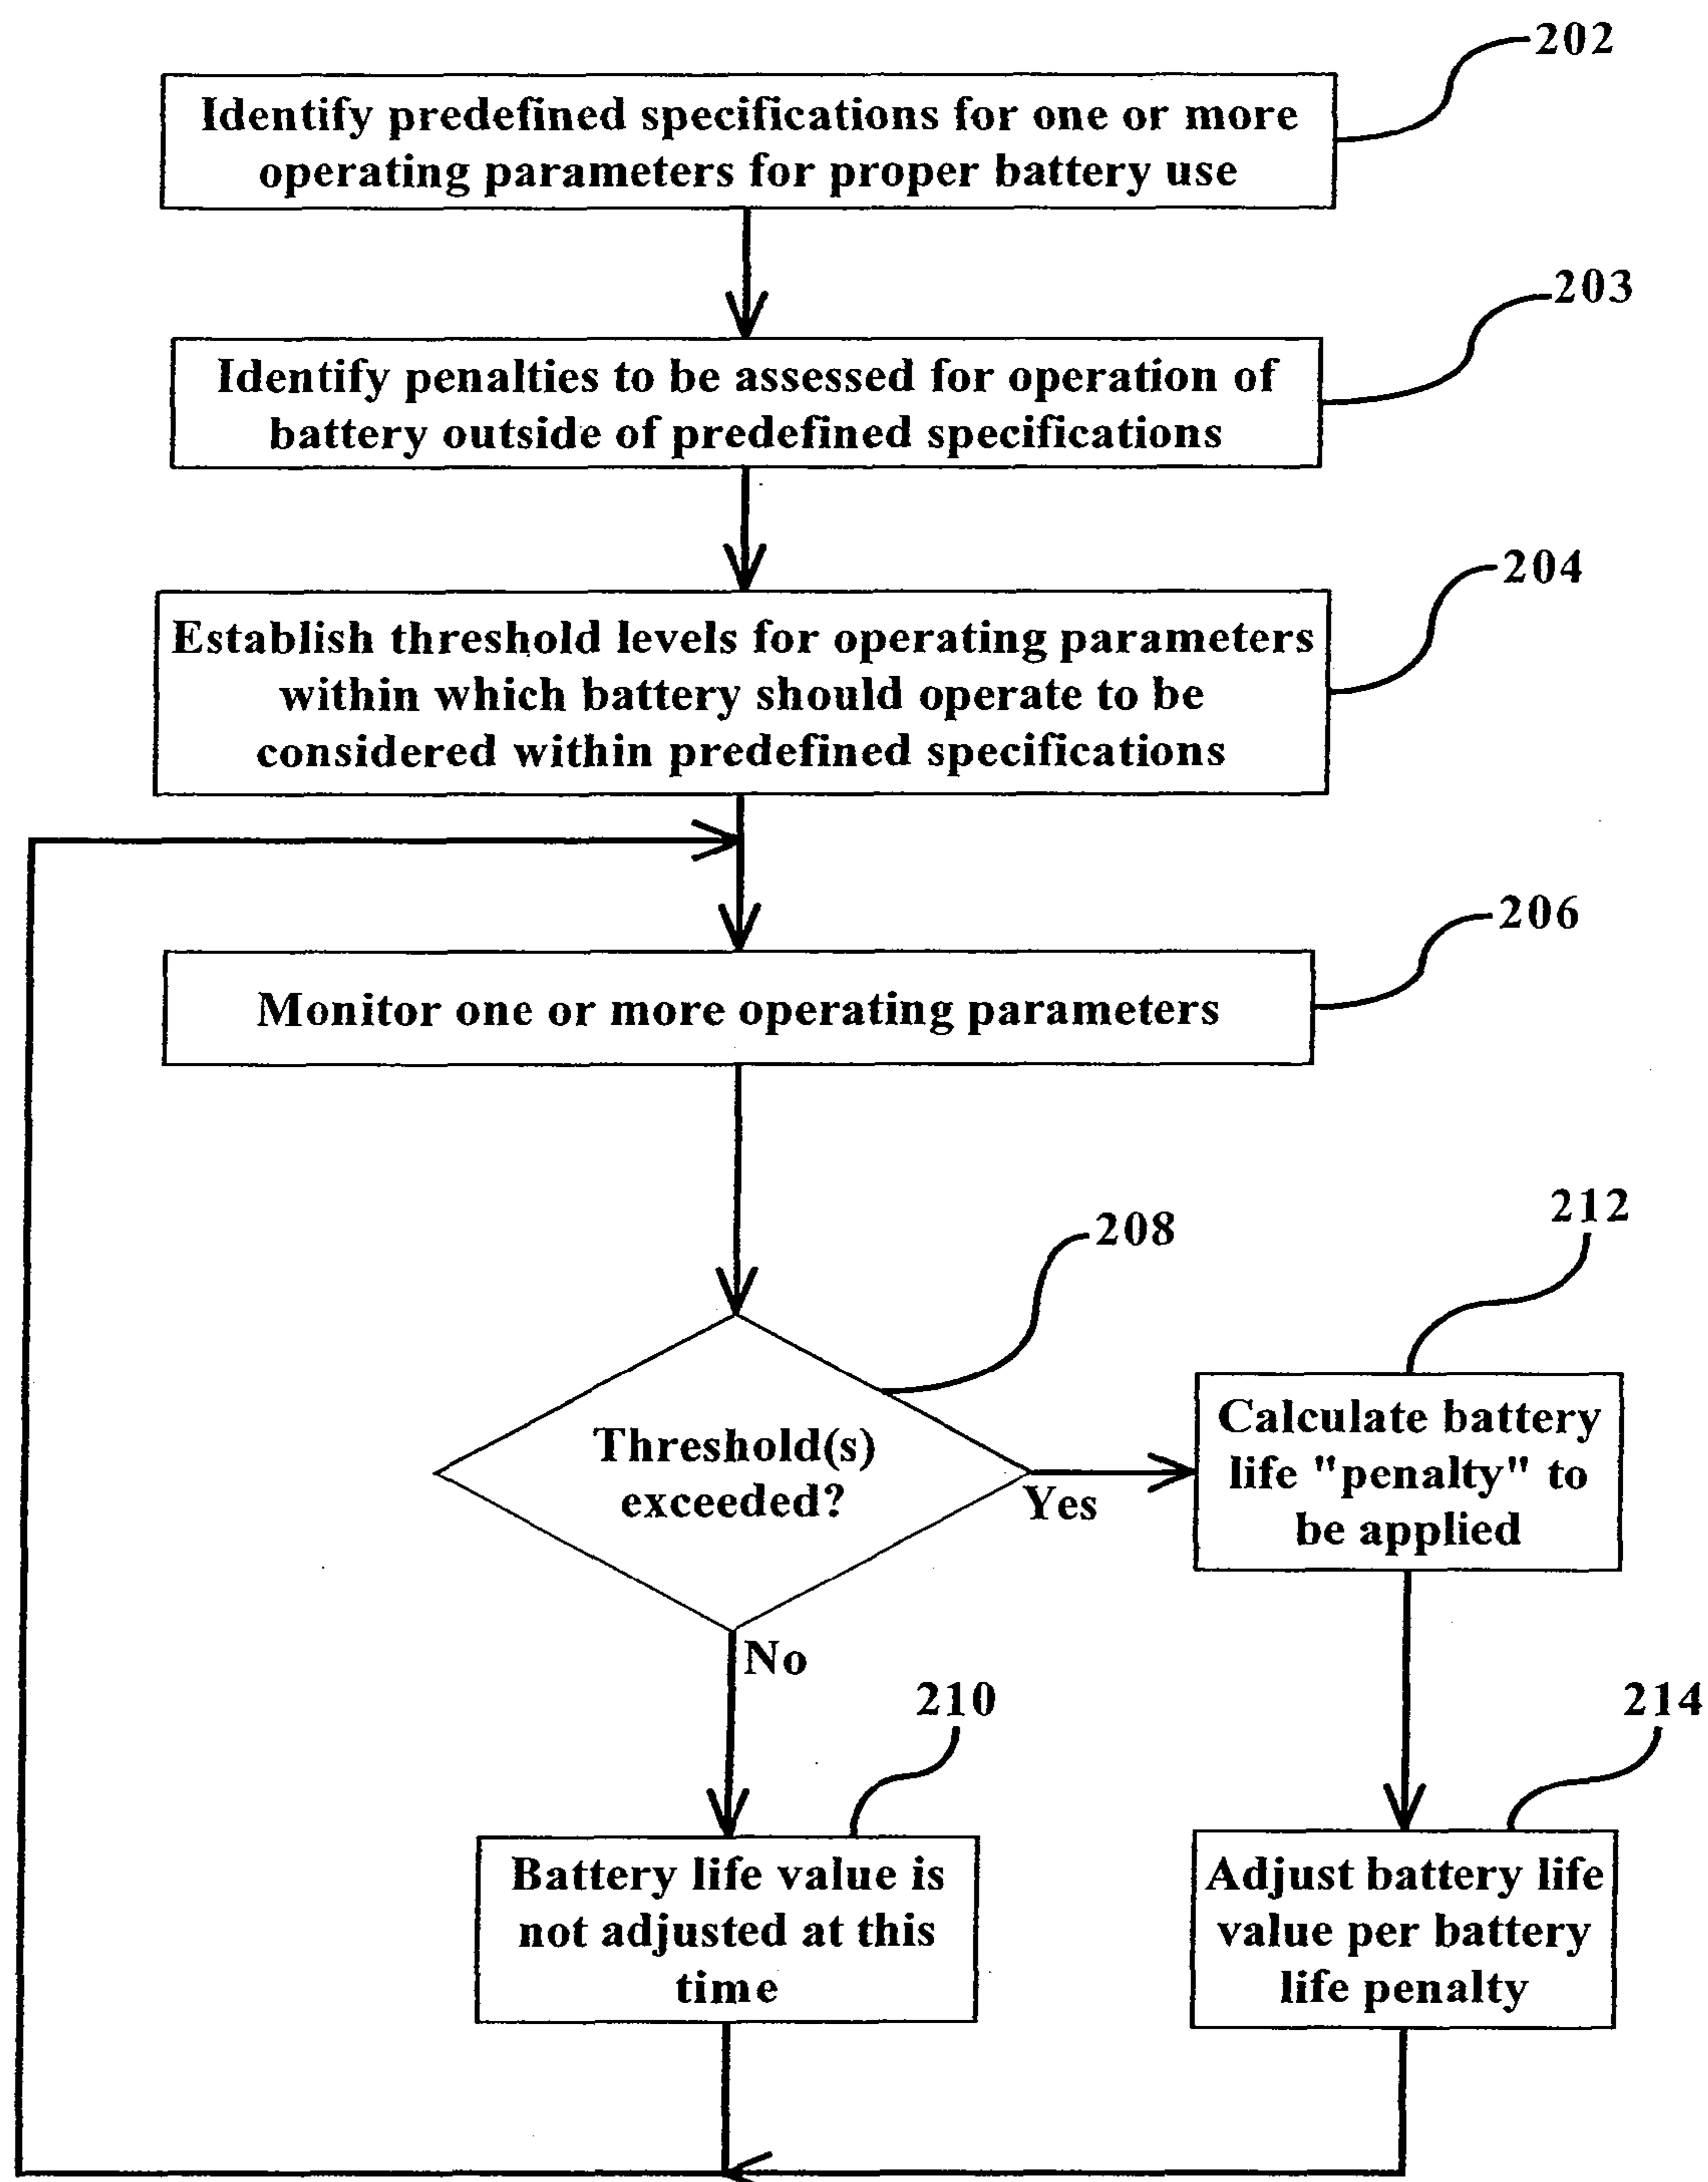 202
Identify predefined specifications for one or more
operating parameters for proper battery use
203
Identify penalties to be assessed for operation of
battery outside of predefined specifications
204
Establish threshold levels for operating parameters
within which battery should operate to be
considered within predefined specifications
206
Monitor one or more operating parameters
208
Threshold(s)
exceeded?
Yes
212
Calculate battery
life "penalty" to
be applied
No
210
Battery life value is
not adjusted at this
time
214
Adjust battery life
value per battery
life penalty